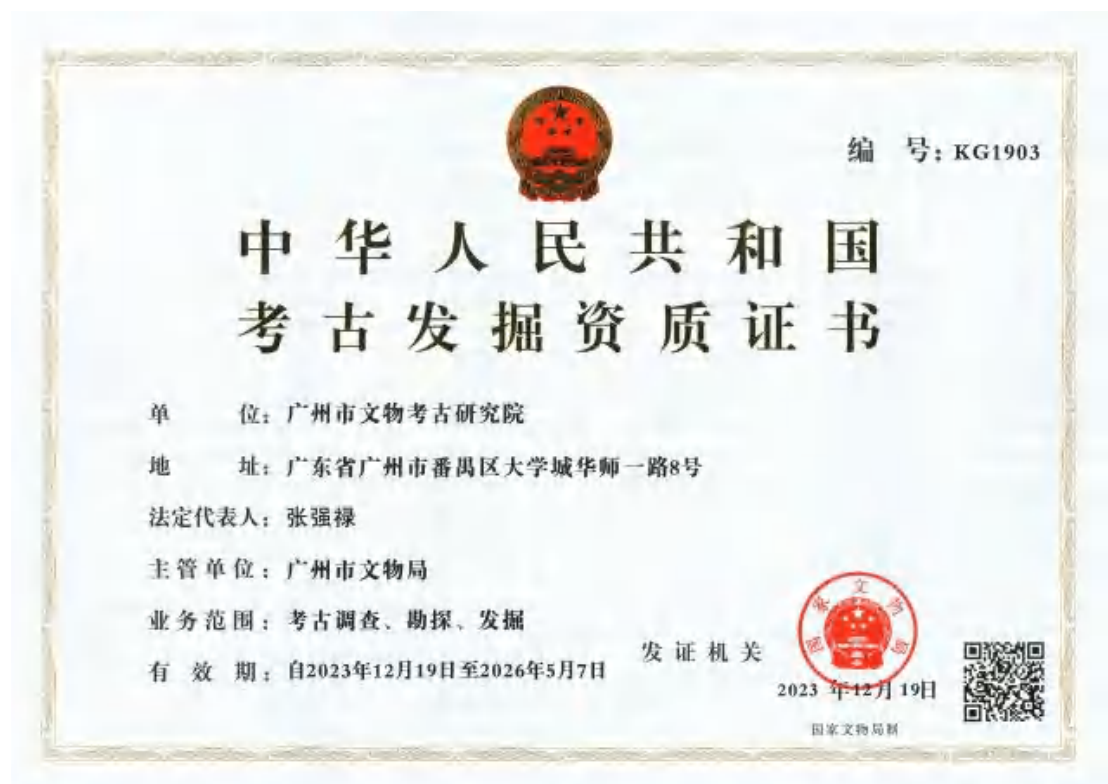 编 号：KG1903
中华人民共和国
考古发掘资质证书
单 位：广州市文物考古研究院
地 址：广东省广州市番禺区大学城华师一路8号
法定代表人：张强禄
主管单位：广州市文物局
业务范围：考古调查、勘探、发掘
有 效 期：自2023年12月19日至2026年5月7日
发证机关
国家文物局
2023 年12月 19日
国家文物局制